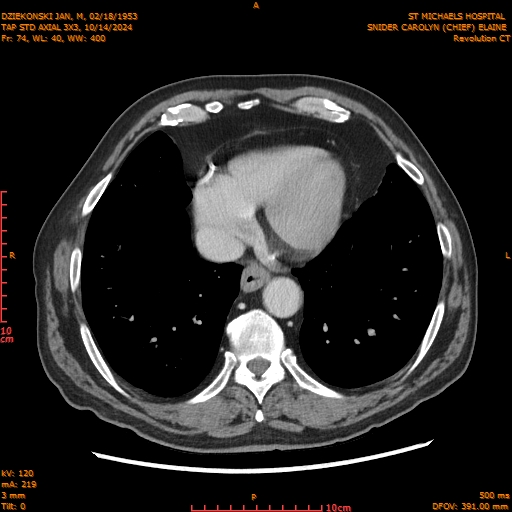 A
DZIEKONSKI JAN, M, 02/18/1953
TAP STD AXIAL 3X3, 10/14/2024
Fr: 74, WL: 40, WW: 400
ST MICHAELS HOSPITAL
SNIDER CAROLYN (CHIEF) ELAINE
Revolution CT
R
L
10
cm
kV: 120
mA: 219
3 mm
Tilt: 0
P
10cm
500 ms
DFOV: 391.00 mm